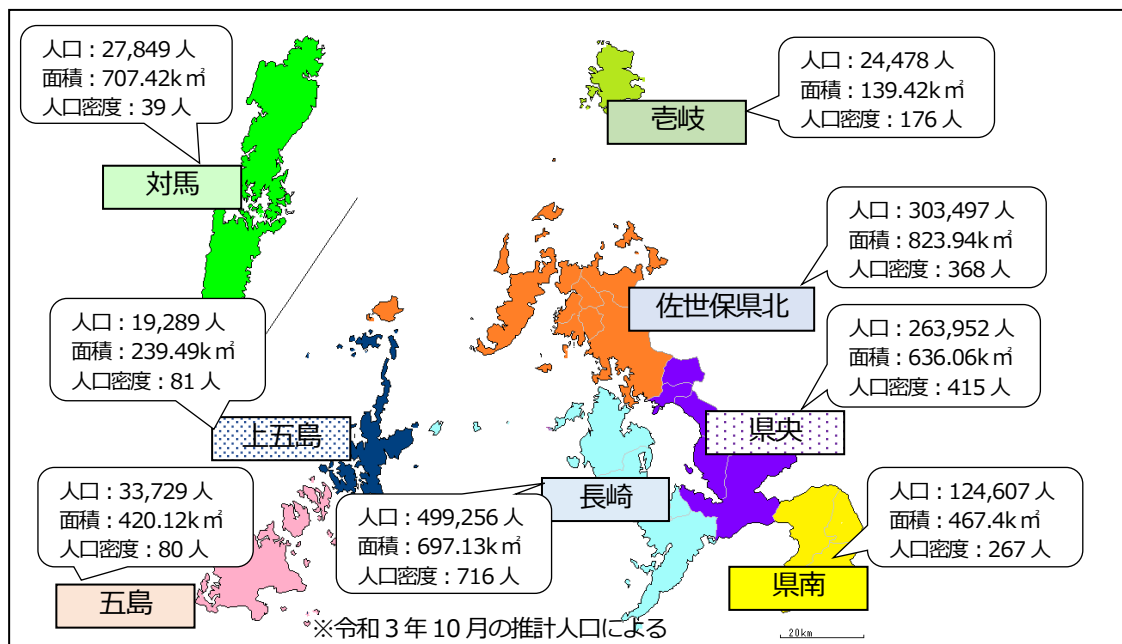 人口：27,849 人
面積：707.42k㎡
人口密度：39 人
対馬
人口：24,478 人
面積：139.42k㎡
人口密度：176 人
壱岐
人口：303,497 人
面積：823.94k㎡
人口密度：368 人
佐世保県北
人口：19,289 人
面積：239.49k㎡
人口密度：81 人
上五島
人口：263,952 人
面積：636.06k㎡
人口密度：415 人
県央
人口：33,729 人
面積：420.12k㎡
人口密度：80 人
五島
人口：499,256 人
面積：697.13k㎡
人口密度：716 人
長崎
人口：124,607 人
面積：467.4k㎡
人口密度：267 人
県南
※令和 3 年 10 月の推計人口による
20km